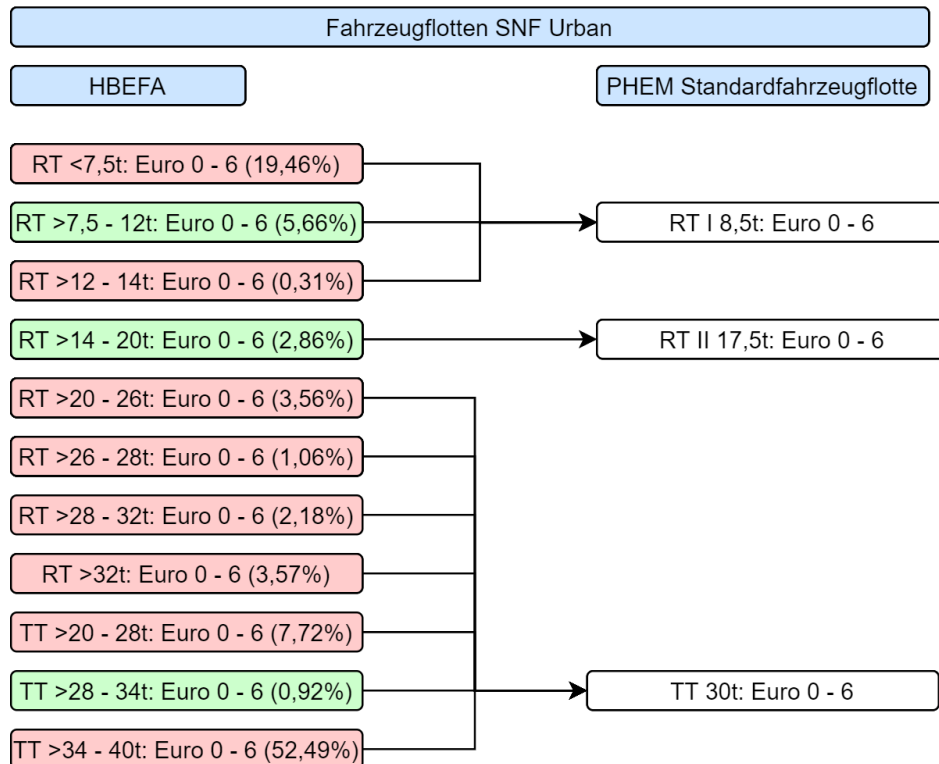 Fahrzeugflotten SNF Urban
HBEFA
PHEM Standardfahrzeugflotte
RT <7,5t: Euro 0 - 6 (19,46%)
RT >7,5 - 12t: Euro 0 - 6 (5,66%)
RT I 8,5t: Euro 0 - 6
RT >12 - 14t: Euro 0 - 6 (0,31%)
RT >14 - 20t: Euro 0 - 6 (2,86%)
RT II 17,5t: Euro 0 - 6
RT >20 - 26t: Euro 0 - 6 (3,56%)
RT >26 - 28t: Euro 0 - 6 (1,06%)
RT >28 - 32t: Euro 0 - 6 (2,18%)
RT >32t: Euro 0 - 6 (3,57%)
TT >20 - 28t: Euro 0 - 6 (7,72%)
TT >28 - 34t: Euro 0 - 6 (0,92%)
TT 30t: Euro 0 - 6
TT >34 - 40t: Euro 0 - 6 (52,49%)